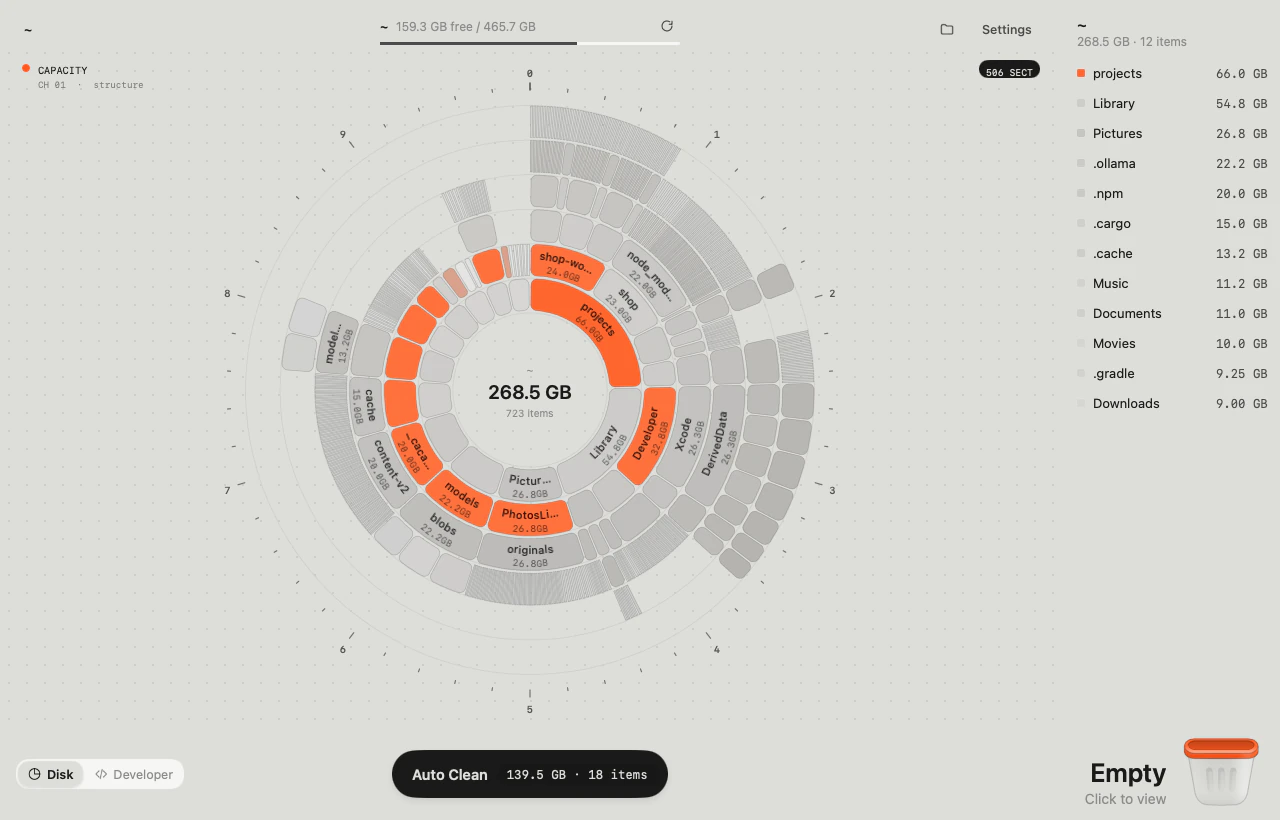 ~
~ 159.3 GB free / 465.7 GB
Settings
~
268.5 GB · 12 items
CAPACITY
CH 01 · structure
506 SECT
projects 66.0 GB
Library 54.8 GB
Pictures 26.8 GB
.ollama 22.2 GB
.npm 20.0 GB
.cargo 15.0 GB
.cache 13.2 GB
Music 11.2 GB
Documents 11.0 GB
Movies 10.0 GB
.gradle 9.25 GB
Downloads 9.00 GB
0
1
2
3
4
5
6
7
8
9
shop-wo...
24.0GB
node_mod...
22.0GB
shop
23.0GB
projects
66.0GB
Developer
32.8GB
Xcode
26.3GB
DerivedData
26.3GB
Library
54.8GB
Pictur...
26.8GB
PhotosLi...
26.8GB
originals
26.8GB
models
22.2GB
blobs
22.2GB
_caca...
20.0GB
content-v2
20.0GB
cache
15.0GB
model...
13.2GB
~
268.5 GB
723 items
Disk
Developer
Auto Clean 139.5 GB · 18 items
Empty
Click to view